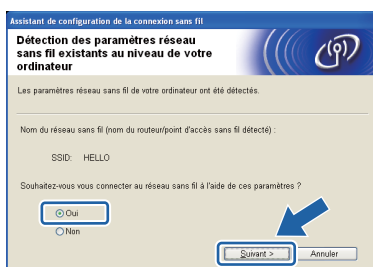 Assistant de configuration de la connexion sans fil
Détection des paramètres réseau
sans fil existants au niveau de votre
ordinateur
Les paramètres réseau sans fil de votre ordinateur ont été détectés.
Nom du réseau sans fil (nom du routeur/point d'accès sans fil détecté) :
SSID: HELLO
Souhaitez-vous vous connecter au réseau sans fil à l'aide de ces paramètres ?
Oui
Non
Suivant > Annuler